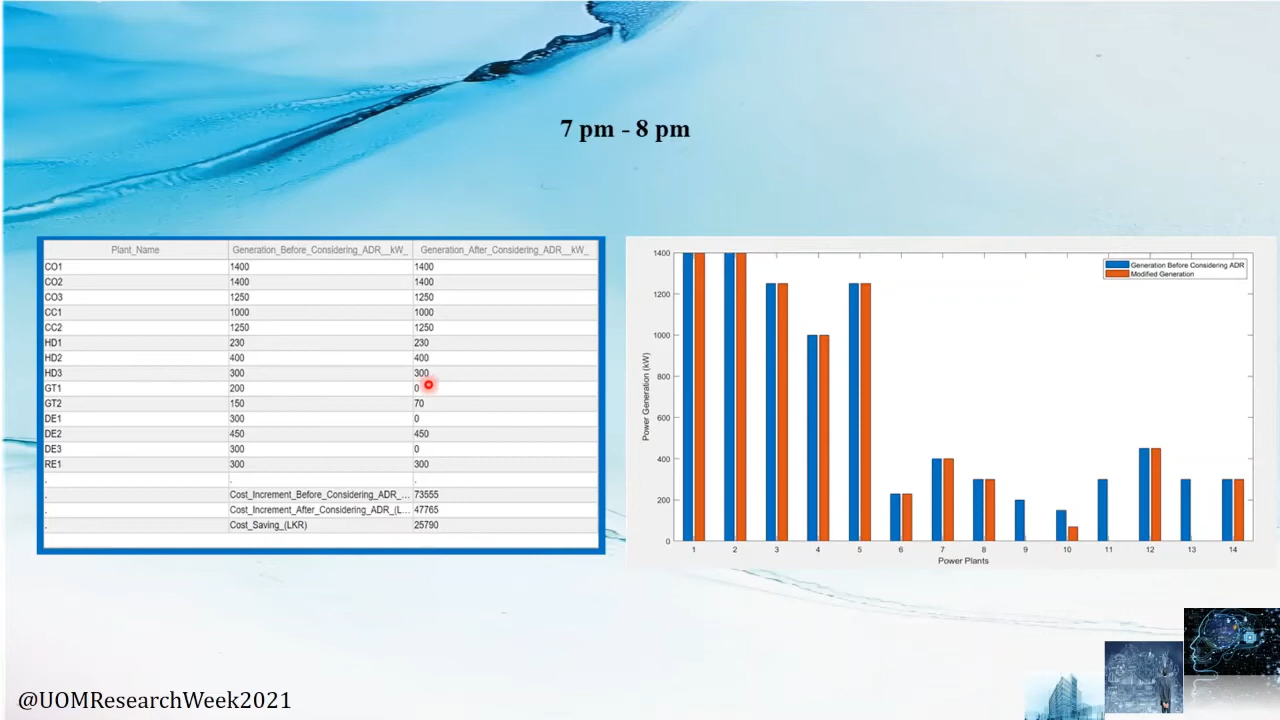 7 pm - 8 pm
Plant_Name Generation_Before_Considering_ADR__kW_ Generation_After_Considering_ADR__kW_
CO1 1400 1400
CO2 1400 1400
CO3 1250 1250
CC1 1000 1000
CC2 1250 1250
HD1 230 230
HD2 400 400
HD3 300 300
GT1 200 0
GT2 150 70
DE1 300 0
DE2 450 450
DE3 300 0
RE1 300 300
. . .
. Cost_Increment_Before_Considering_ADR_... 73555
. Cost_Increment_After_Considering_ADR_(L... 47765
. Cost_Saving_(LKR) 25790
Generation Before Considering ADR
Modified Generation
1400
1200
1000
800
600
400
200
0
Power Generation (kW)
1 2 3 4 5 6 7 8 9 10 11 12 13 14
Power Plants
@UOMResearchWeek2021